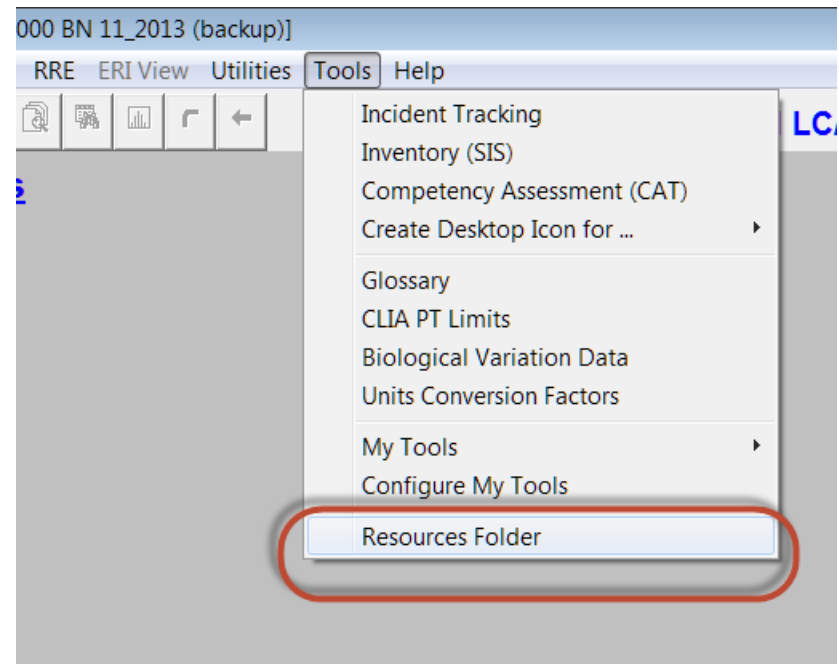 000 BN 11_2013 (backup)]
RRE ERI View Utilities Tools Help
Incident Tracking
LCA
Inventory (SIS)
s
Competency Assessment (CAT)
Create Desktop Icon for ...
Glossary
CLIA PT Limits
Biological Variation Data
Units Conversion Factors
My Tools
Configure My Tools
Resources Folder